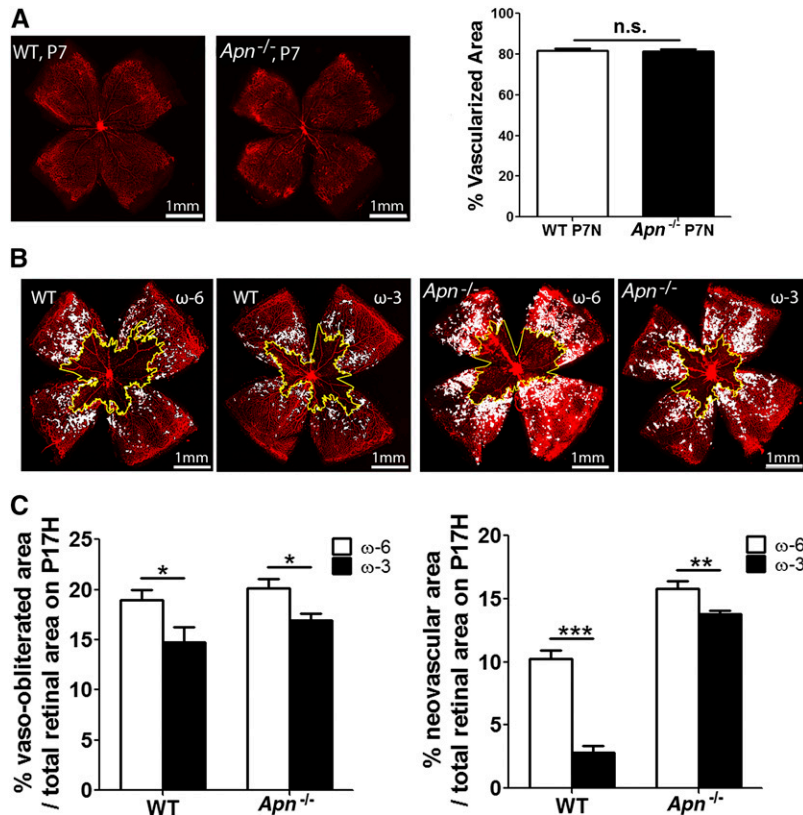 A
WT, P7
Apn-/-, P7
1mm
1mm
% Vascularized Area
100
80
60
40
20
0
n.s.
WT P7N
Apn-/- P7N
B
WT
ω-6
WT
ω-3
Apn-/-
ω-6
Apn-/-
ω-3
1mm
1mm
1mm
1mm
C
% vaso-obliterated area
/ total retinal area on P17H
25
20
15
10
5
0
*
*
ω-6
ω-3
WT
Apn-/-
% neovascular area
/ total retinal area on P17H
20
15
10
5
0
***
**
ω-6
ω-3
WT
Apn-/-